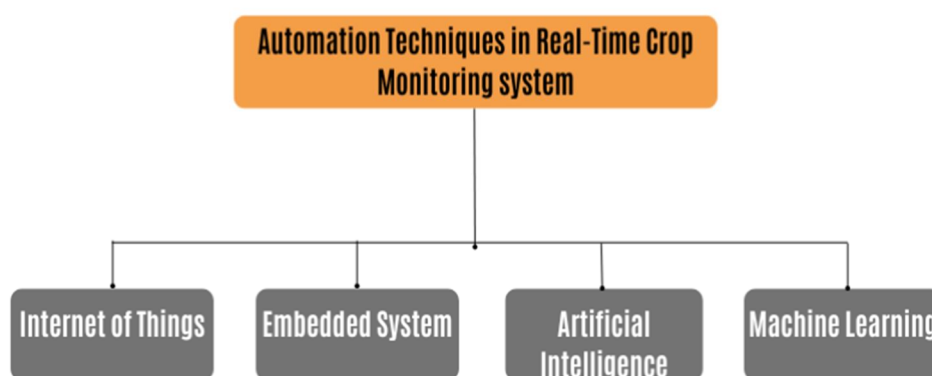 Automation Techniques in Real-Time Crop
Monitoring system
Internet of Things
Embedded System
Artificial
Intelligence
Machine Learning